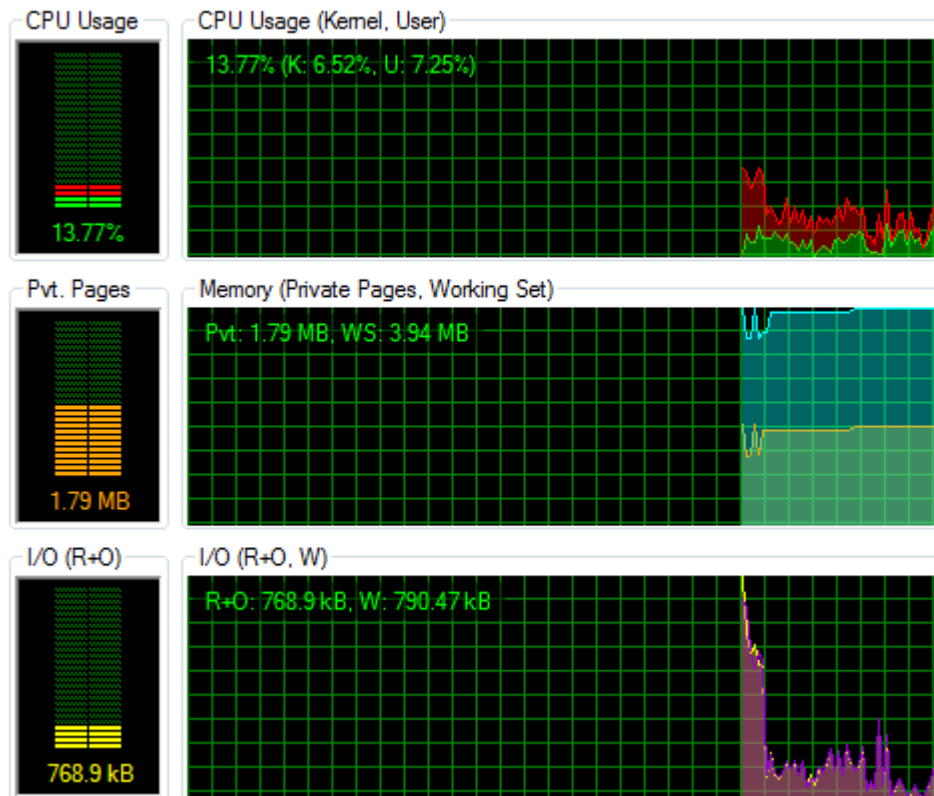 CPU Usage
CPU Usage (Kernel, User)
13.77% (K: 6.52%, U: 7.25%)
13.77%
Pvt. Pages
Memory (Private Pages, Working Set)
Pvt: 1.79 MB, WS: 3.94 MB
1.79 MB
I/O (R+O)
I/O (R+O, W)
R+O: 768.9 kB, W: 790.47 kB
768.9 kB